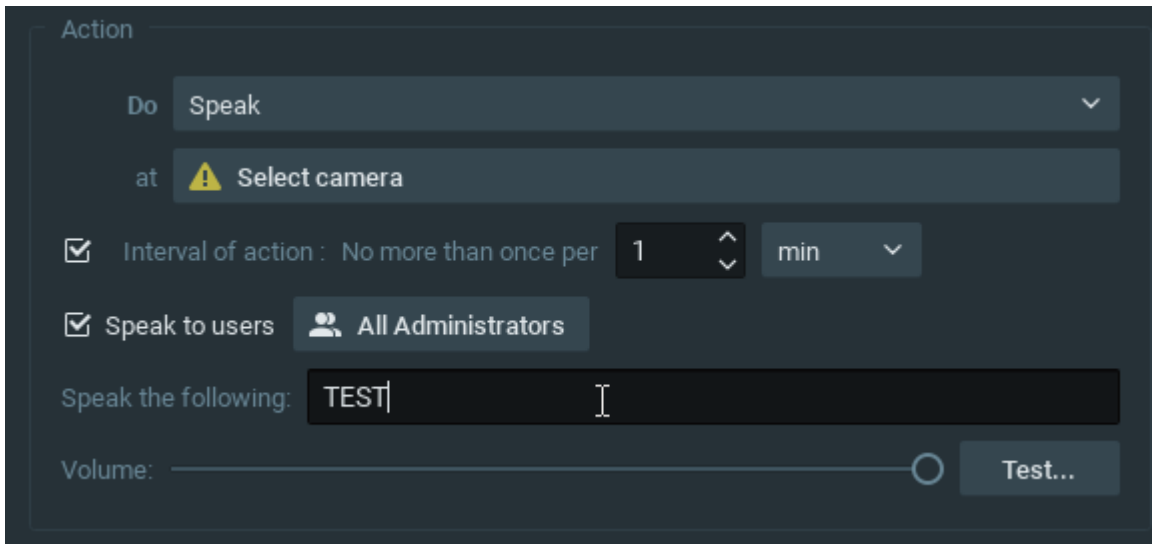 Action
Do Speak
at Select camera
Interval of action : No more than once per 1 min
Speak to users All Administrators
Speak the following: TEST
Volume: Test...